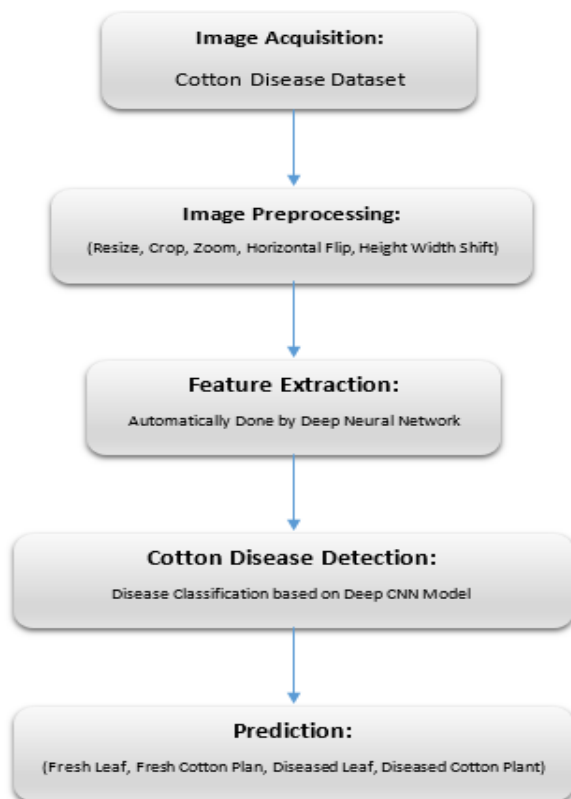 Image Acquisition:
Cotton Disease Dataset
Image Preprocessing:
(Resize, Crop, Zoom, Horizontal Flip, Height Width Shift)
Feature Extraction:
Automatically Done by Deep Neural Network
Cotton Disease Detection:
Disease Classification based on Deep CNN Model
Prediction:
(Fresh Leaf, Fresh Cotton Plan, Diseased Leaf, Diseased Cotton Plant)